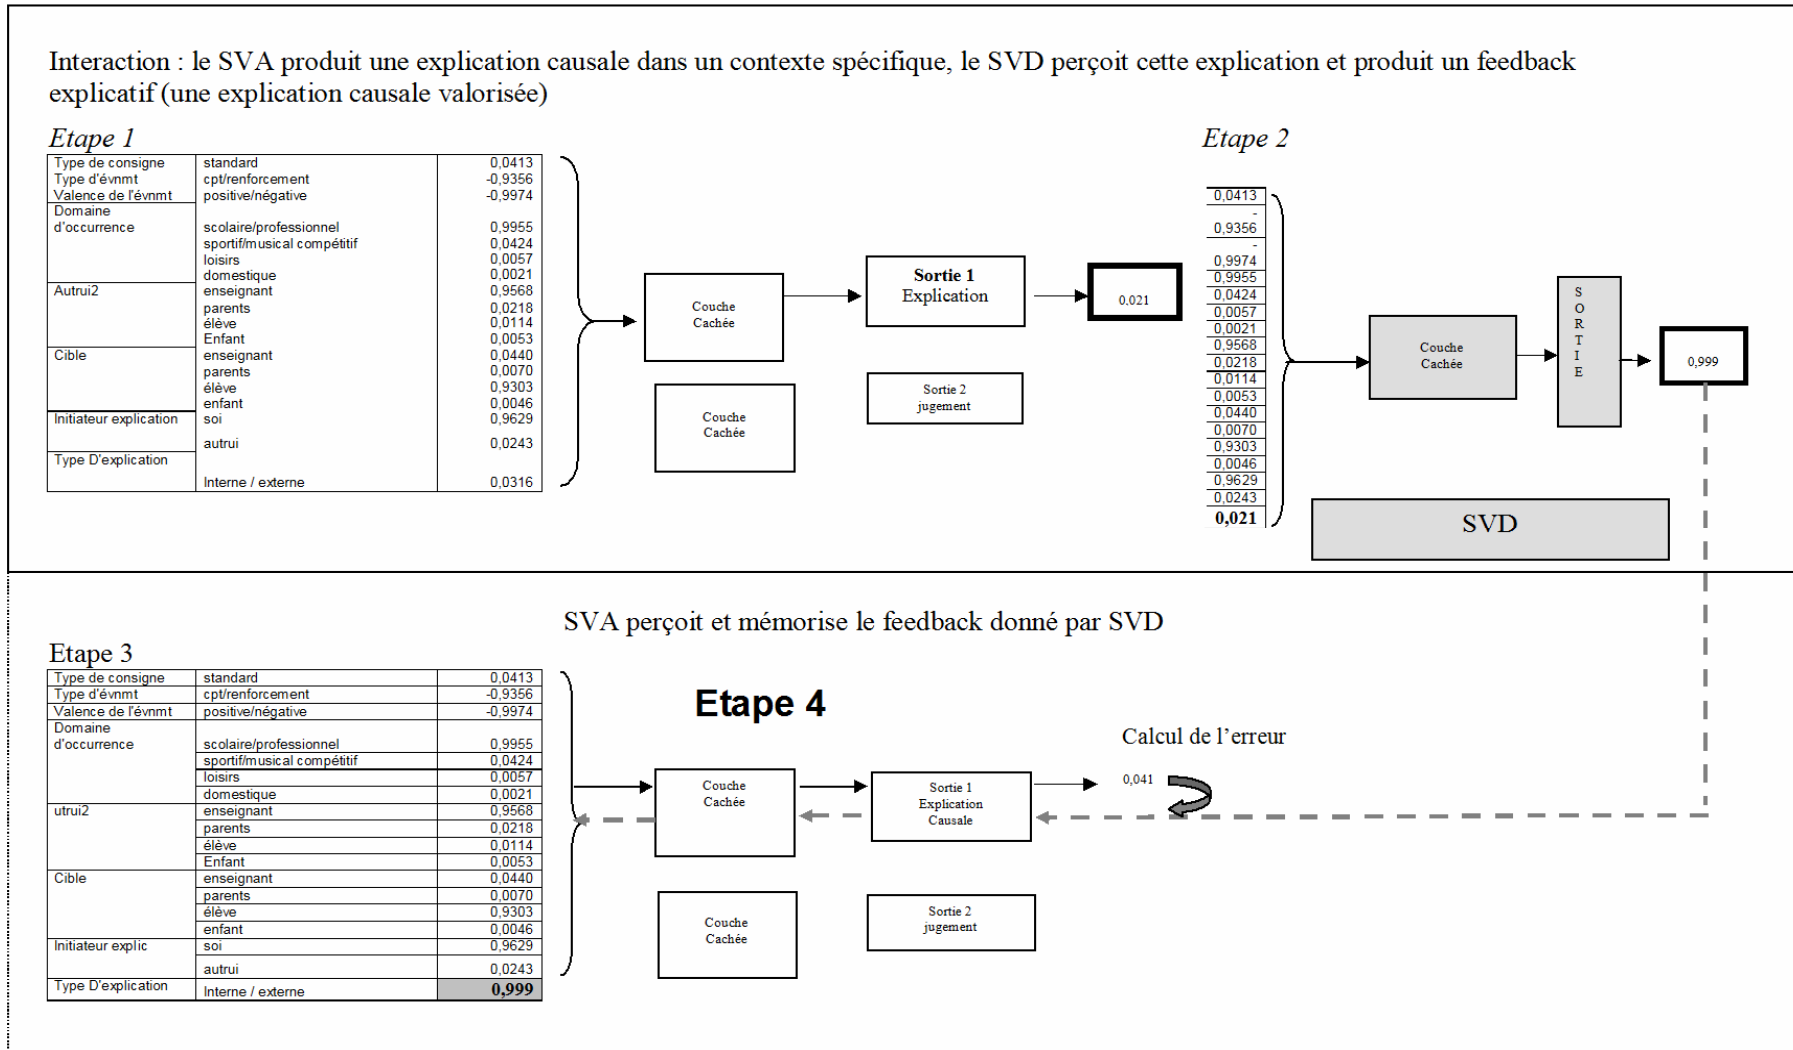 Interaction : le SVA produit une explication causale dans un contexte spécifique, le SVD perçoit cette explication et produit un feedback
explicatif (une explication causale valorisée)
Etape 1
Type de consigne standard 0,0413
Type d'évnmt cpt/renforcement -0,9356
Valence de l'évnmt positive/négative -0,9974
Domaine
d'occurrence scolaire/professionnel 0,9955
sportif/musical compétitif 0,0424
loisirs 0,0057
domestique 0,0021
Autrui2 enseignant 0,9568
parents 0,0218
élève 0,0114
Enfant 0,0053
Cible enseignant 0,0440
parents 0,0070
élève 0,9303
enfant 0,0046
Initiateur explication soi 0,9629
autrui 0,0243
Type D'explication
Interne / externe 0,0316
Couche
Cachée
Couche
Cachée
Sortie 1
Explication
Sortie 2
jugement
0,021
Etape 2
0,0413
-
0,9356
-
0,9974
0,9955
0,0424
0,0057
0,0021
0,9568
0,0218
0,0114
0,0053
0,0440
0,0070
0,9303
0,0046
0,9629
0,0243
0,021
Couche
Cachée
S
O
R
T
I
E
0,999
SVD
SVA perçoit et mémorise le feedback donné par SVD
Etape 3
Type de consigne standard 0,0413
Type d'évnmt cpt/renforcement -0,9356
Valence de l'évnmt positive/négative -0,9974
Domaine
d'occurrence scolaire/professionnel 0,9955
sportif/musical compétitif 0,0424
loisirs 0,0057
domestique 0,0021
utrui2 enseignant 0,9568
parents 0,0218
élève 0,0114
Enfant 0,0053
Cible enseignant 0,0440
parents 0,0070
élève 0,9303
enfant 0,0046
Initiateur explic soi 0,9629
autrui 0,0243
Type D'explication Interne / externe 0,999
Etape 4
Couche
Cachée
Couche
Cachée
Sortie 1
Explication
Causale
Sortie 2
jugement
Calcul de l'erreur
0,041